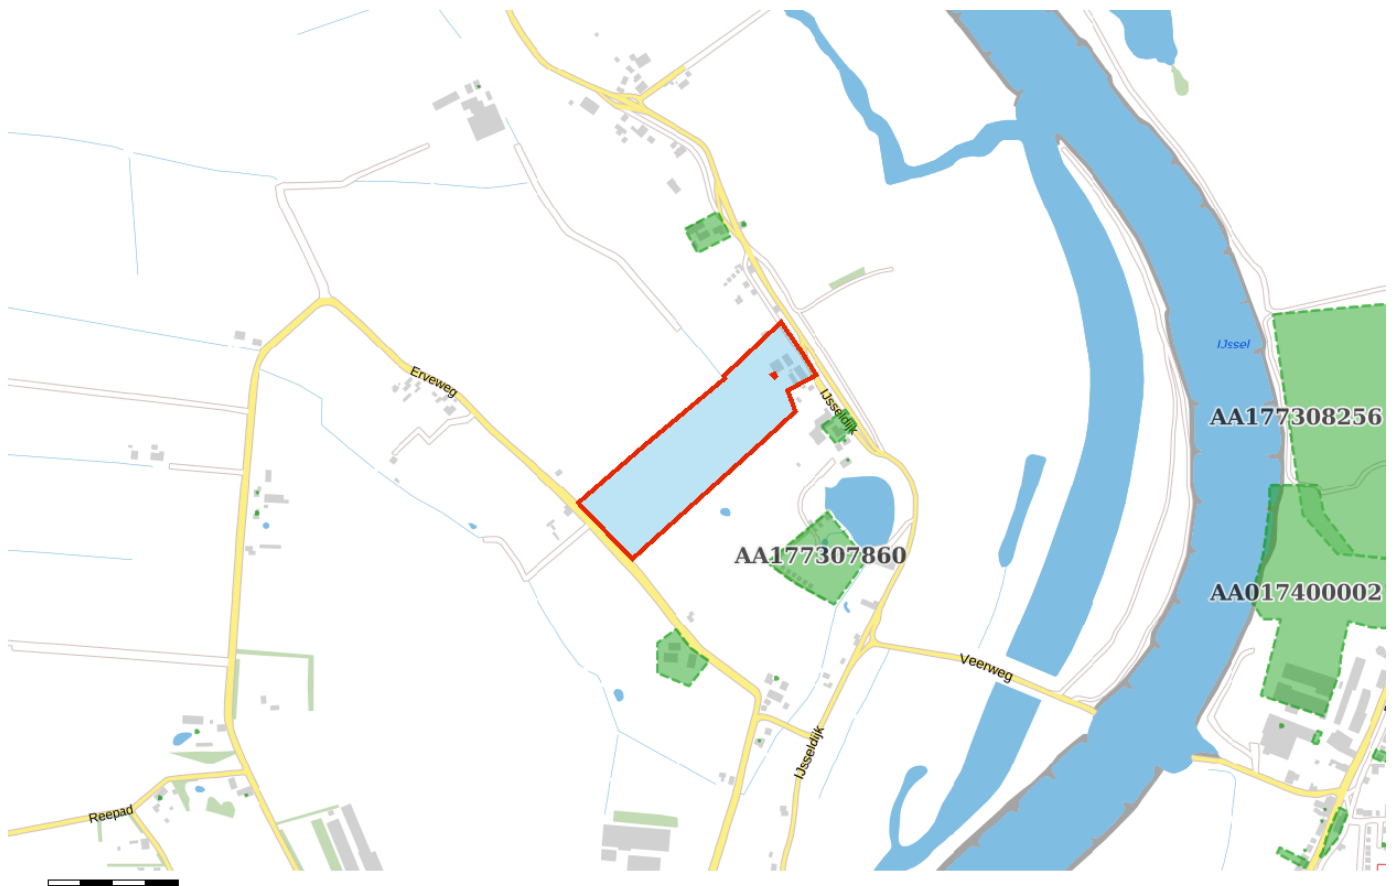 IJssel
Erveweg
IJsseldijk
AA177308256
AA177307860
AA017400002
Veerweg
IJsseldijk
Reepad